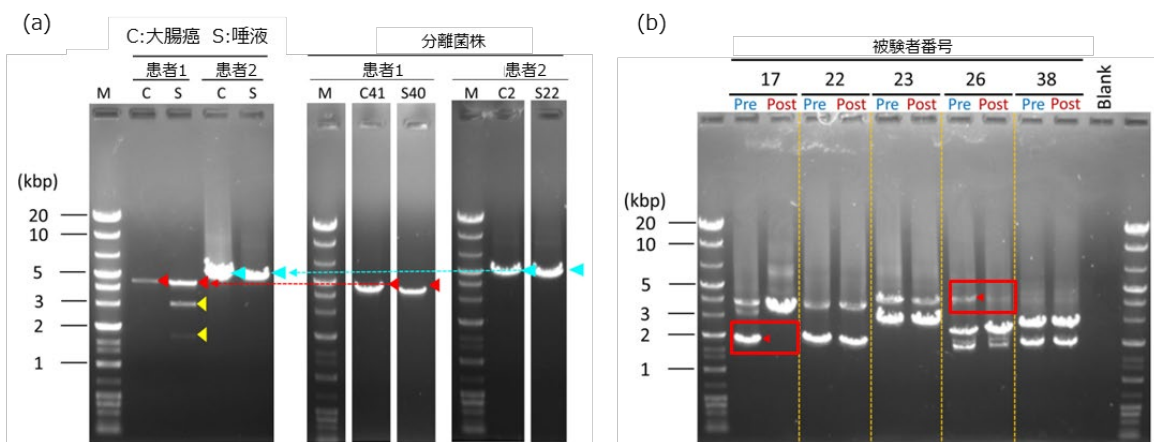 (a)
C:大腸癌 S:唾液
分離菌株
患者1 患者2
患者1
患者2
M C S C S
M C41 S40
M C2 S22
(kbp)
20
10
5
3
2
1
(b)
被験者番号
17 22 23 26 38
Pre Post Pre Post Pre Post Pre Post Pre Post
Blank
(kbp)
20
10
5
3
2
1